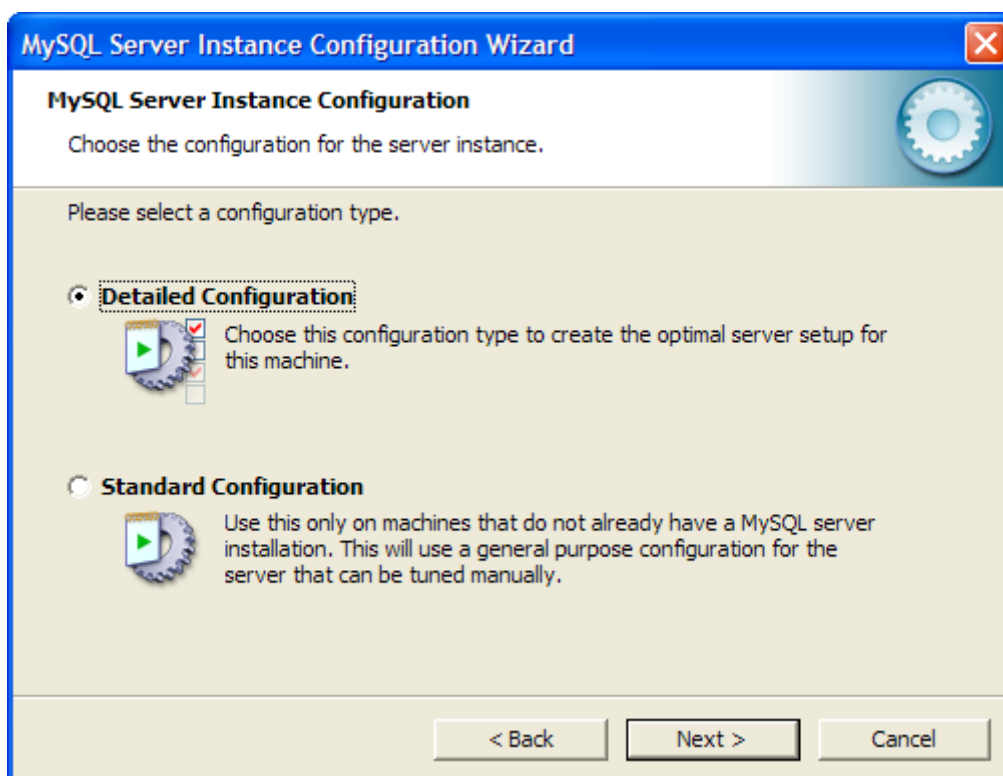 MySQL Server Instance Configuration Wizard
MySQL Server Instance Configuration
Choose the configuration for the server instance.
Please select a configuration type.
Detailed Configuration
Choose this configuration type to create the optimal server setup for
this machine.
Standard Configuration
Use this only on machines that do not already have a MySQL server
installation. This will use a general purpose configuration for the
server that can be tuned manually.
< Back
Next >
Cancel